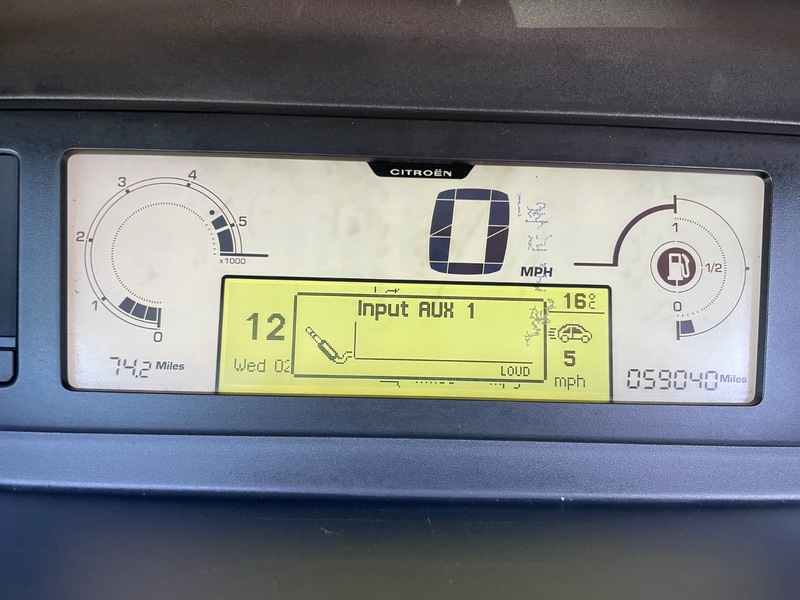 CITROËN
4
3
5
2
x1000
1
0
74.2 Miles
0
MPH
Input AUX 1
LOUD
12
Wed 02
16°C
5
mph
1
1/2
0
059040 Miles